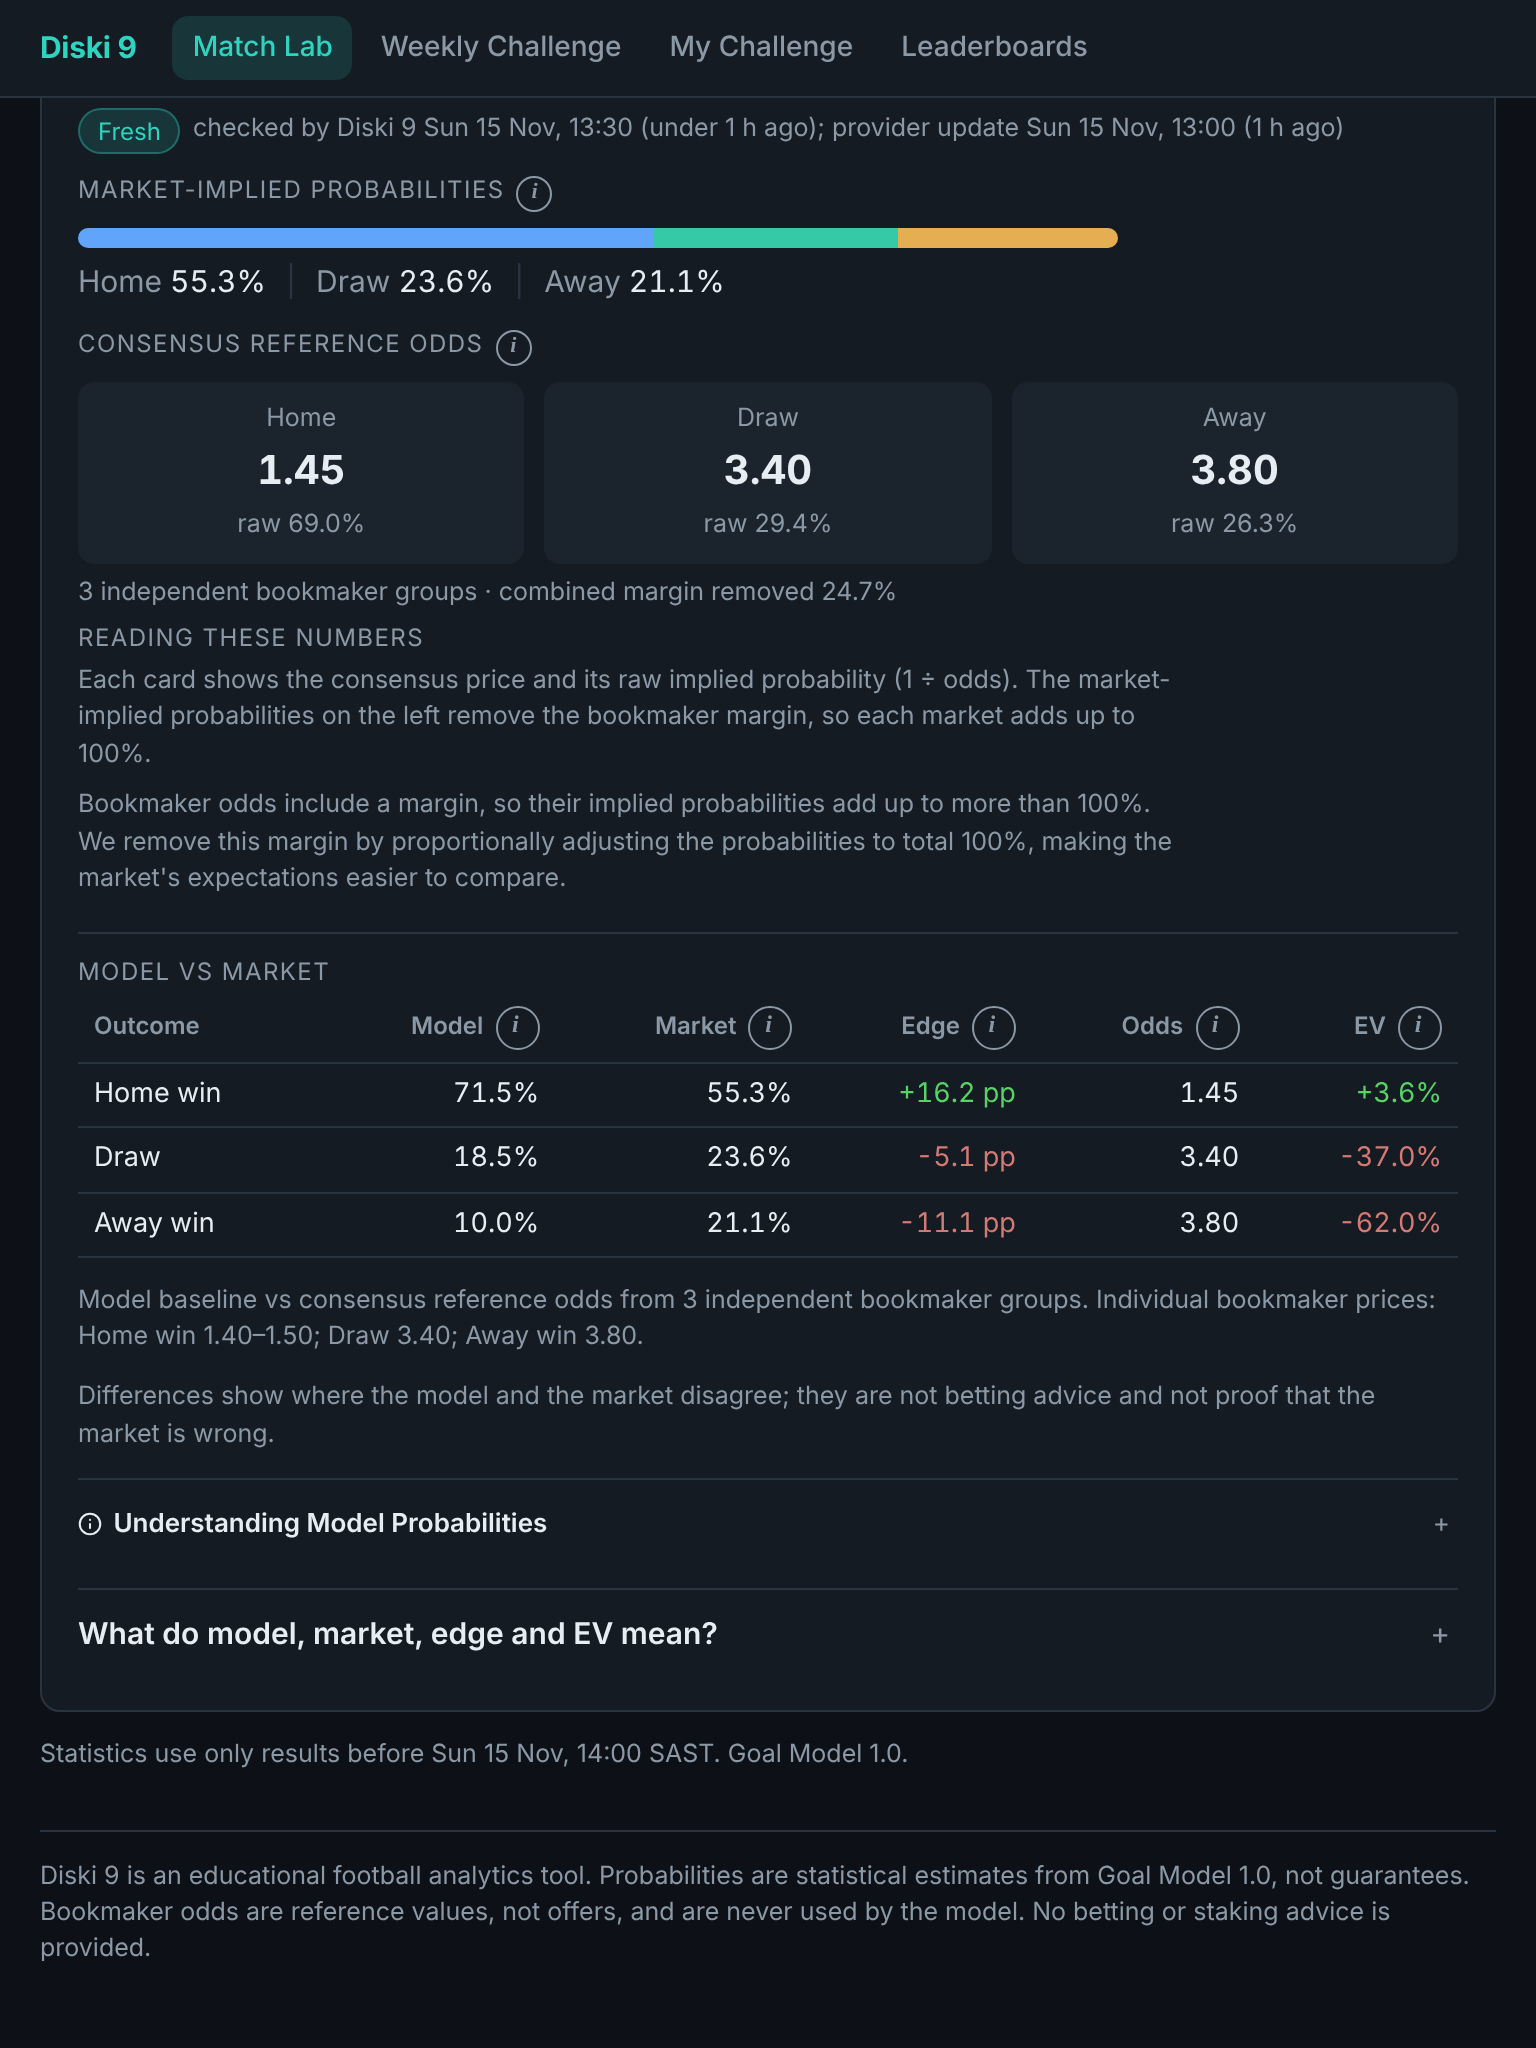 Diski 9 Match Lab Weekly Challenge My Challenge Leaderboards
Fresh checked by Diski 9 Sun 15 Nov, 13:30 (under 1 h ago); provider update Sun 15 Nov, 13:00 (1 h ago)
MARKET-IMPLIED PROBABILITIES i
Home 55.3% Draw 23.6% Away 21.1%
CONSENSUS REFERENCE ODDS i
Home Draw Away
1.45 3.40 3.80
raw 69.0% raw 29.4% raw 26.3%
3 independent bookmaker groups · combined margin removed 24.7%
READING THESE NUMBERS
Each card shows the consensus price and its raw implied probability (1 ÷ odds). The market-
implied probabilities on the left remove the bookmaker margin, so each market adds up to
100%.
Bookmaker odds include a margin, so their implied probabilities add up to more than 100%.
We remove this margin by proportionally adjusting the probabilities to total 100%, making the
market's expectations easier to compare.
MODEL VS MARKET
Outcome Model i Market i Edge i Odds i EV i
Home win 71.5% 55.3% +16.2 pp 1.45 +3.6%
Draw 18.5% 23.6% -5.1 pp 3.40 -37.0%
Away win 10.0% 21.1% -11.1 pp 3.80 -62.0%
Model baseline vs consensus reference odds from 3 independent bookmaker groups. Individual bookmaker prices:
Home win 1.40–1.50; Draw 3.40; Away win 3.80.
Differences show where the model and the market disagree; they are not betting advice and not proof that the
market is wrong.
Understanding Model Probabilities +
What do model, market, edge and EV mean? +
Statistics use only results before Sun 15 Nov, 14:00 SAST. Goal Model 1.0.
Diski 9 is an educational football analytics tool. Probabilities are statistical estimates from Goal Model 1.0, not guarantees.
Bookmaker odds are reference values, not offers, and are never used by the model. No betting or staking advice is
provided.